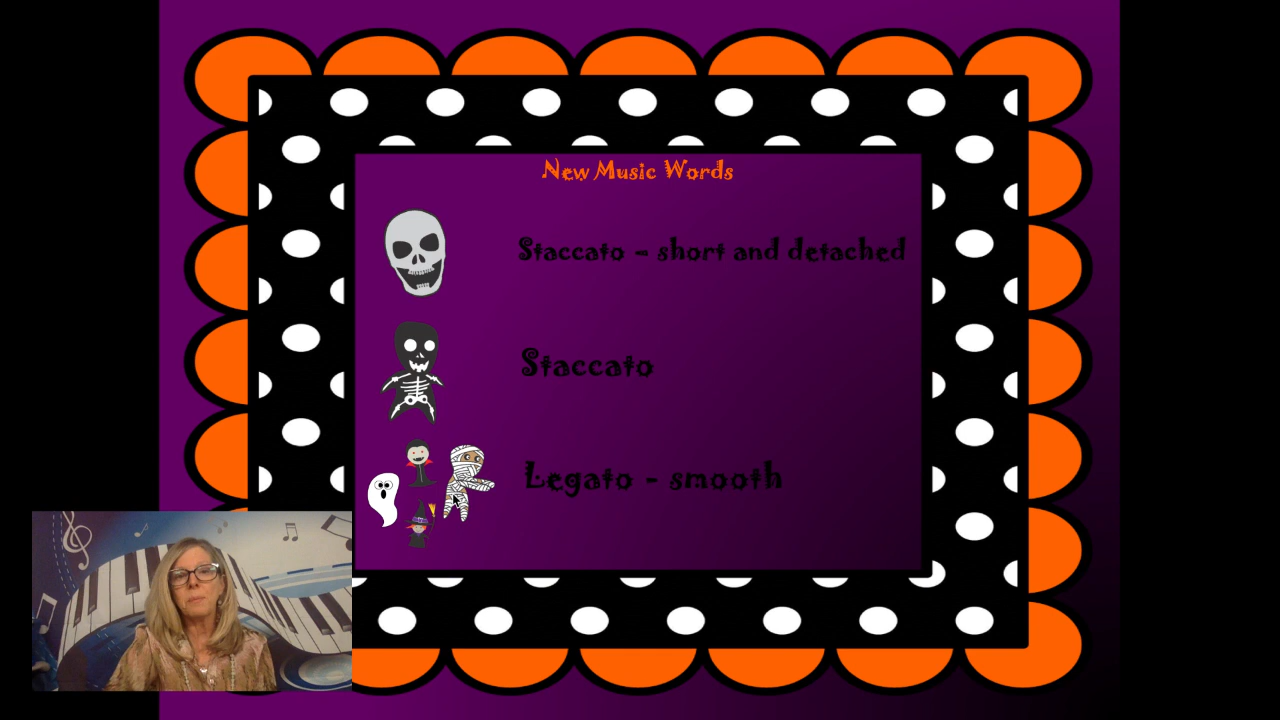 New Music Words
Staccato - short and detached
Staccato
Legato - smooth